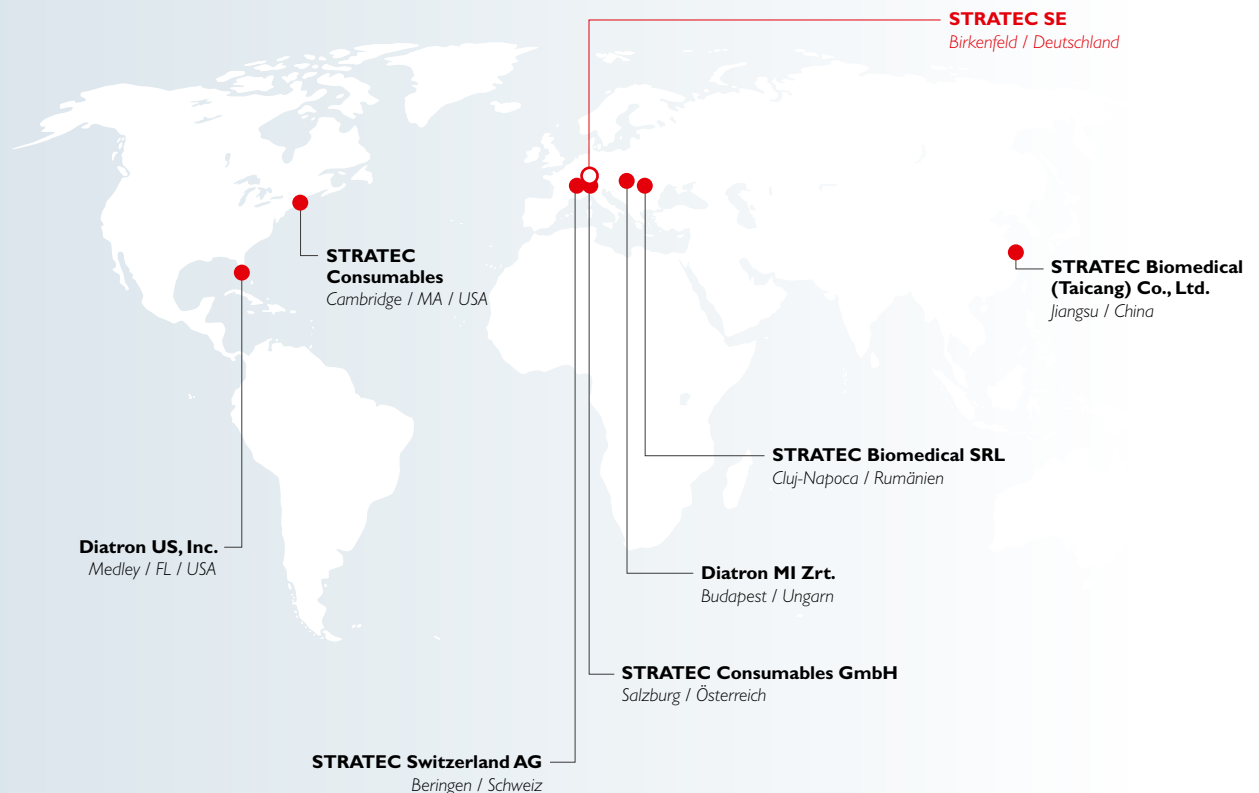 STRATEC SE
Birkenfeld / Deutschland
STRATEC
Consumables
Cambridge / MA / USA
STRATEC Biomedical
(Taicang) Co., Ltd.
Jiangsu / China
STRATEC Biomedical SRL
Cluj-Napoca / Rumänien
Diatron US, Inc.
Medley / FL / USA
Diatron MI Zrt.
Budapest / Ungarn
STRATEC Consumables GmbH
Salzburg / Österreich
STRATEC Switzerland AG
Beringen / Schweiz